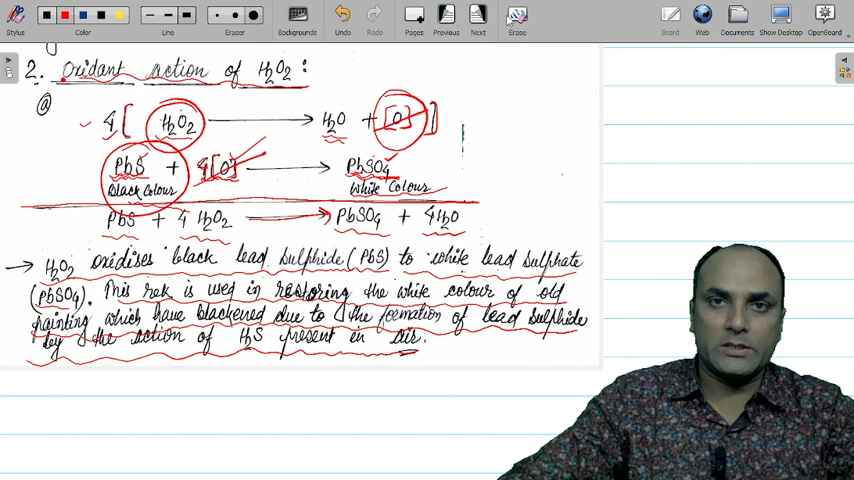 Stylus
Line
Eraser
Backgrounds
Undo
Redo
Pages
Previous
Next
Erase
Board
Web
Documents
Show Desktop
OpenBoard
2. Oxidant action of H₂O₂ :
ⓐ
4 [ H₂O₂ → H₂O + [O] ]
PbS + 4[O] → PbSO₄
Black Colour White Colour
PbS + 4 H₂O₂ → PbSO₄ + 4H₂O
→ H₂O₂ oxidises black lead sulphide (PbS) to white lead sulphate
(PbSO₄). This rxn is used in restoring the white colour of old
painting which have blackened due to the formation of lead sulphide
by the action of H₂S present in air.